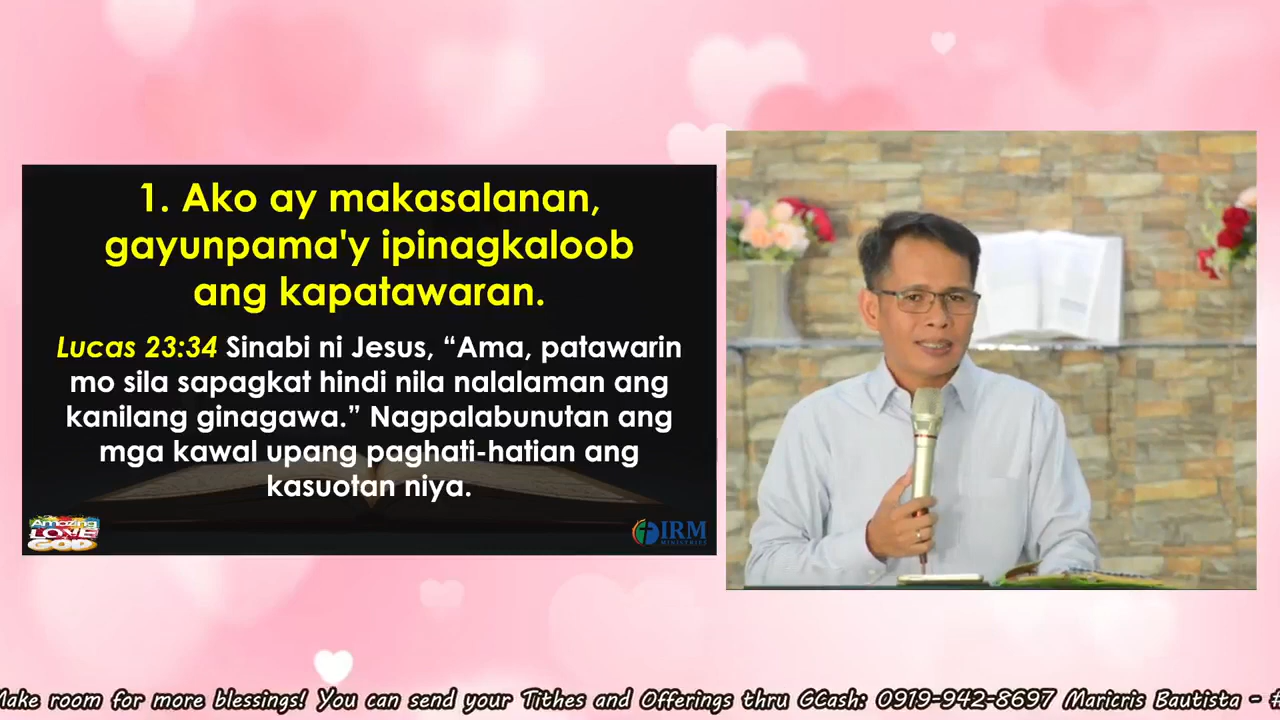 1. Ako ay makasalanan,
gayunpama'y ipinagkaloob
ang kapatawaran.
Lucas 23:34 Sinabi ni Jesus, “Ama, patawarin
mo sila sapagkat hindi nila nalalaman ang
kanilang ginagawa.” Nagpalabunutan ang
mga kawal upang paghati-hatian ang
kasuotan niya.
Amazing
LOVE
GOD
IRM
MINISTRIES
Make room for more blessings! You can send your Tithes and Offerings thru GCash: 0919-942-8697 Maricris Bautista - #